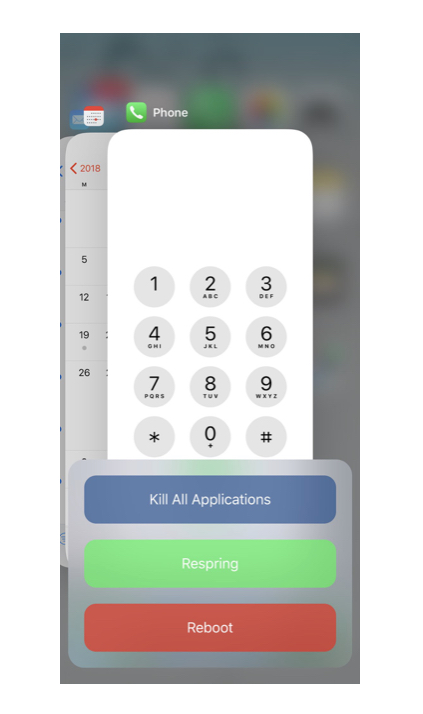 Phone
2018
M
5
12
19
26
1
2
ABC
3
DEF
4
GHI
5
JKL
6
MNO
7
PQRS
8
TUV
9
WXYZ
*
0
+
#
Kill All Applications
Respring
Reboot